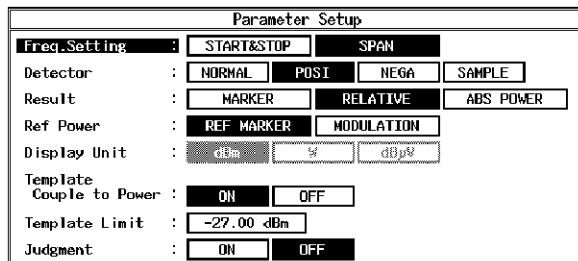 Parameter Setup
Freq.Setting : START&STOP SPAN
Detector : NORMAL POSI NEGA SAMPLE
Result : MARKER RELATIVE ABS POWER
Ref Power : REF MARKER MODULATION
Display Unit : dBm W dBμV
Template
Couple to Power : ON OFF
Template Limit : -27.00 dBm
Judgment : ON OFF